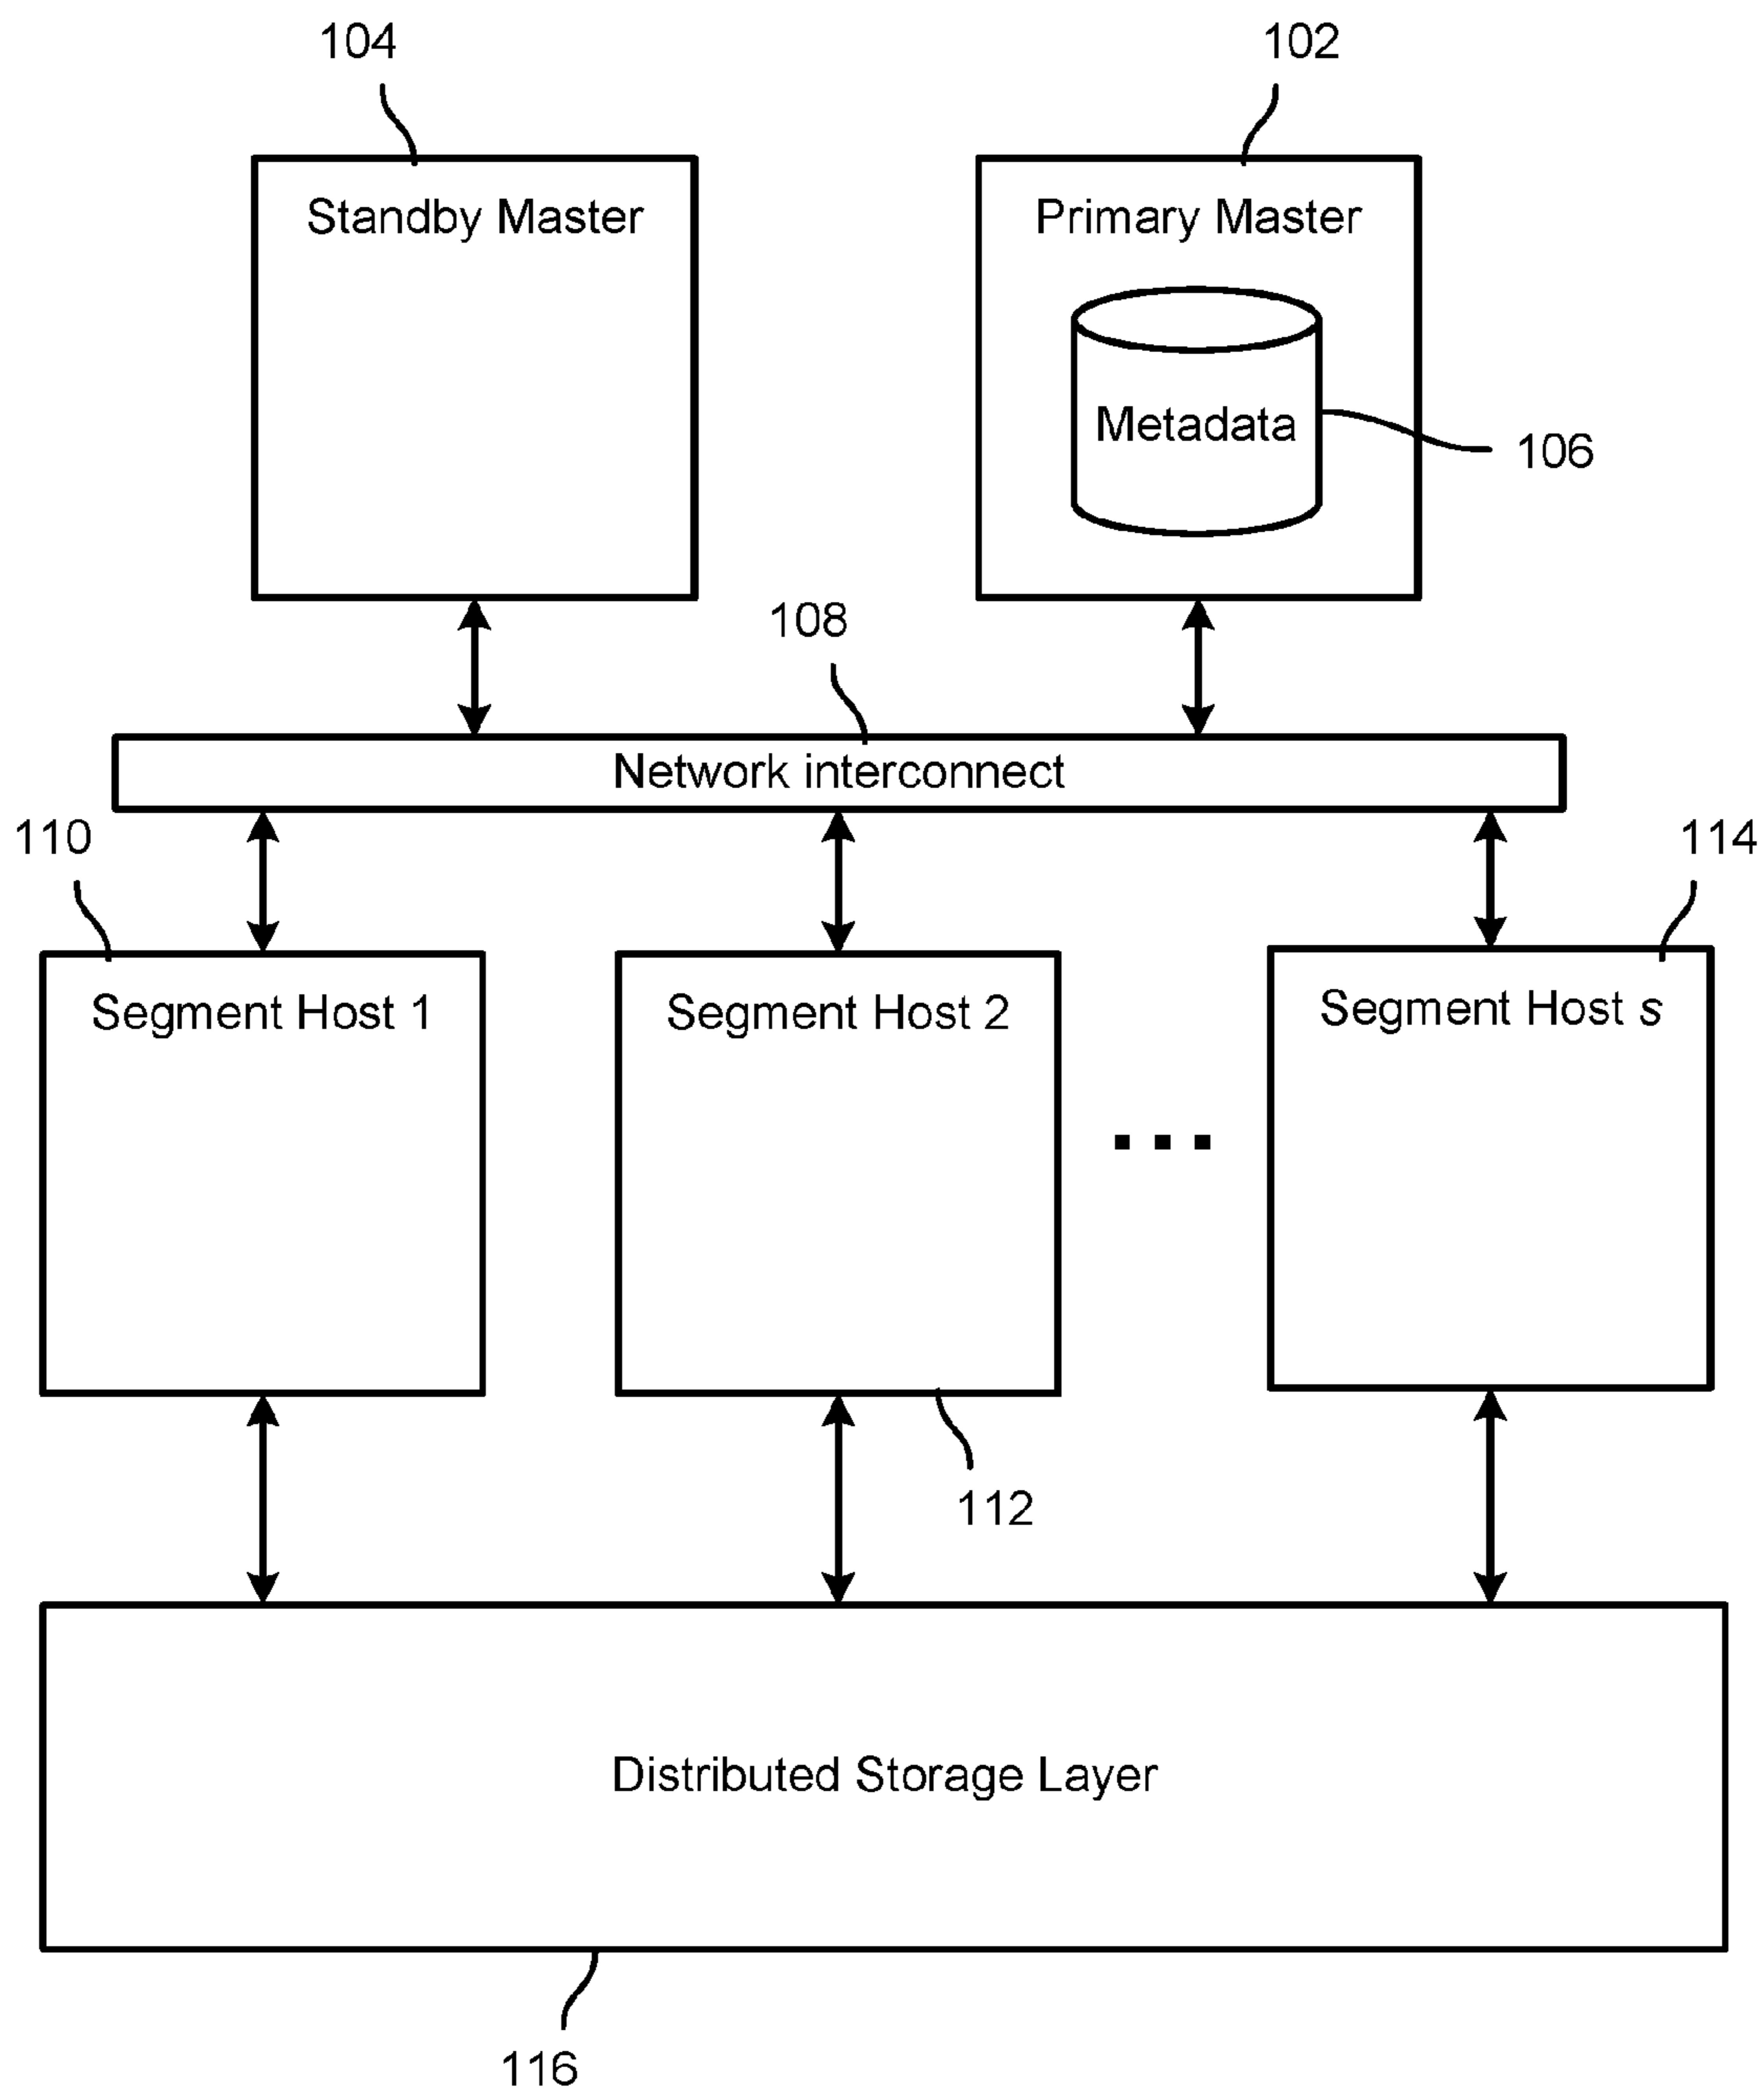 104
102
Standby Master
Primary Master
Metadata
106
108
Network interconnect
110
114
Segment Host 1
Segment Host 2
Segment Host s
112
Distributed Storage Layer
116